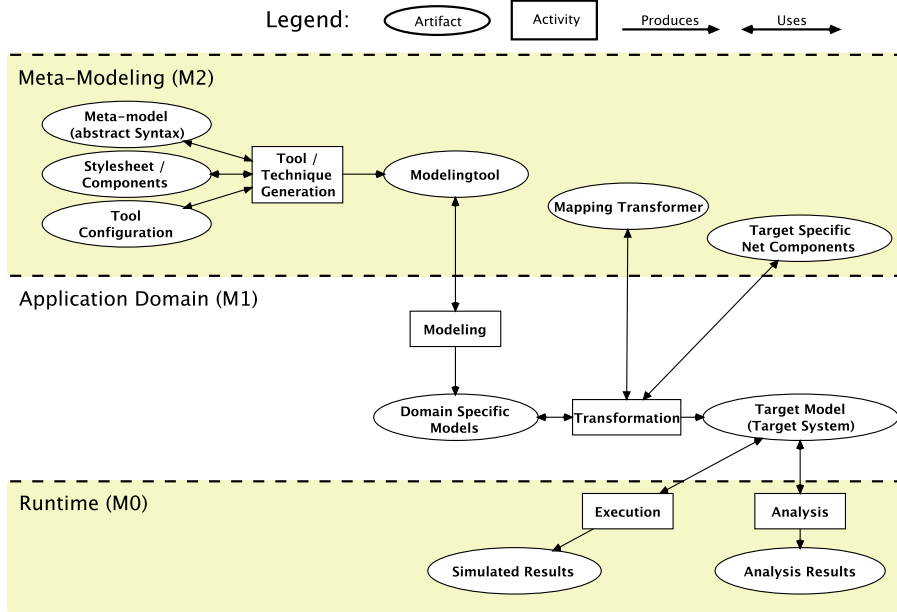 Legend:
Artifact
Activity
Produces
Uses
Meta-Modeling (M2)
Meta-model
(abstract Syntax)
Stylesheet /
Components
Tool
Configuration
Tool /
Technique
Generation
Modelingtool
Mapping Transformer
Target Specific
Net Components
Application Domain (M1)
Modeling
Domain Specific
Models
Transformation
Target Model
(Target System)
Runtime (M0)
Execution
Analysis
Simulated Results
Analysis Results